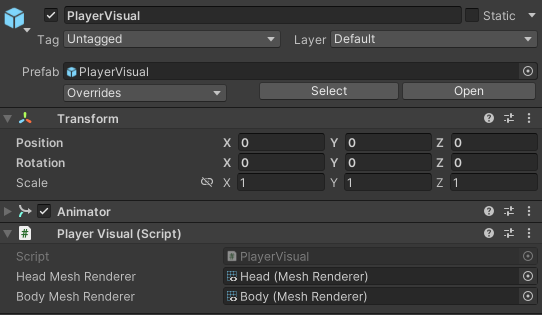 PlayerVisual Static
Tag Untagged Layer Default
Prefab PlayerVisual
Overrides Select Open
Transform
Position X 0 Y 0 Z 0
Rotation X 0 Y 0 Z 0
Scale X 1 Y 1 Z 1
Animator
# Player Visual (Script)
Script # PlayerVisual
Head Mesh Renderer Head (Mesh Renderer)
Body Mesh Renderer Body (Mesh Renderer)